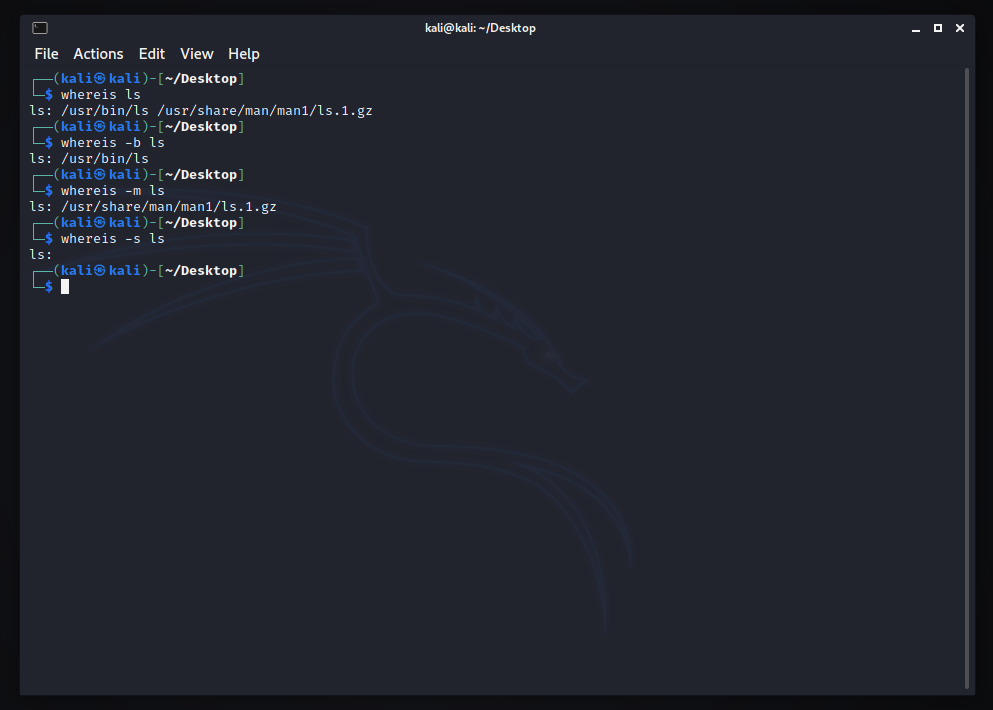 kali@kali: ~/Desktop
File Actions Edit View Help
┌──(kali㉿kali)-[~/Desktop]
└─$ whereis ls
ls: /usr/bin/ls /usr/share/man/man1/ls.1.gz
┌──(kali㉿kali)-[~/Desktop]
└─$ whereis -b ls
ls: /usr/bin/ls
┌──(kali㉿kali)-[~/Desktop]
└─$ whereis -m ls
ls: /usr/share/man/man1/ls.1.gz
┌──(kali㉿kali)-[~/Desktop]
└─$ whereis -s ls
ls:
┌──(kali㉿kali)-[~/Desktop]
└─$